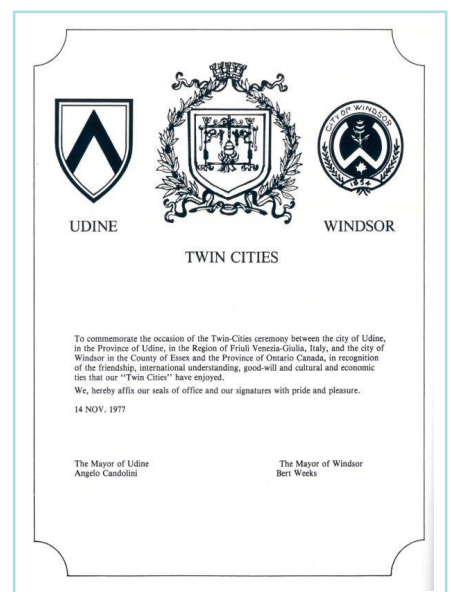 CITY OF WINDSOR
1854
UDINE
WINDSOR
TWIN CITIES
To commemorate the occasion of the Twin-Cities ceremony between the city of Udine,
in the Province of Udine, in the Region of Friuli Venezia-Giulia, Italy, and the city of
Windsor in the County of Essex and the Province of Ontario Canada, in recognition
of the friendship, international understanding, good-will and cultural and economic
ties that our "Twin Cities" have enjoyed.
We, hereby affix our seals of office and our signatures with pride and pleasure.
14 NOV. 1977
The Mayor of Udine
Angelo Candolini
The Mayor of Windsor
Bert Weeks